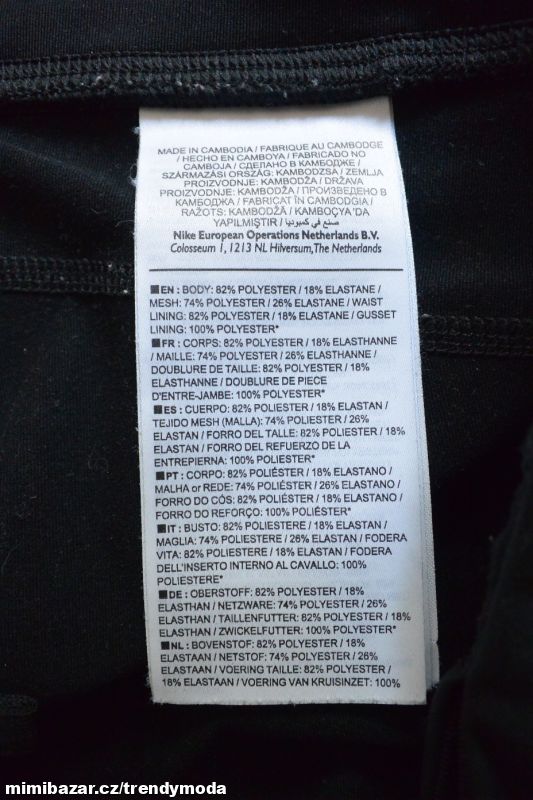 MADE IN CAMBODIA / FABRIQUE AU CAMBODGE
/ HECHO EN CAMBOYA / FABRICADO NO
CAMBOJA / СДЕЛАНО В КАМБОДЖЕ /
SZÁRMAZÁSI ORSZÁG: KAMBODZSA / ZEMLJA
PROIZVODNJE: KAMBODŽA / DRŽAVA
PROIZVODNJE: KAMBODŽA / ПРОИЗВЕДЕНО В
КАМБОДЖА / FABRICAT ÎN CAMBODGIA /
RAŽOTS: KAMBODŽĀ / KAMBOÇYA'DA
YAPILMIŞTIR / صنع في كمبوديا
Nike European Operations Netherlands B.V.
Colosseum 1, 1213 NL Hilversum, The Netherlands
■ EN : BODY: 82% POLYESTER / 18% ELASTANE /
MESH: 74% POLYESTER / 26% ELASTANE / WAIST
LINING: 82% POLYESTER / 18% ELASTANE / GUSSET
LINING: 100% POLYESTER*
■ FR : CORPS: 82% POLYESTER / 18% ELASTHANNE
/ MAILLE: 74% POLYESTER / 26% ELASTHANNE /
DOUBLURE DE TAILLE: 82% POLYESTER / 18%
ELASTHANNE / DOUBLURE DE PIECE
D'ENTRE-JAMBE: 100% POLYESTER*
■ ES : CUERPO: 82% POLIESTER / 18% ELASTAN /
TEJIDO MESH (MALLA): 74% POLIESTER / 26%
ELASTAN / FORRO DEL TALLE: 82% POLIESTER / 18%
ELASTAN / FORRO DEL REFUERZO DE LA
ENTREPIERNA: 100% POLIESTER*
■ PT : CORPO: 82% POLIÉSTER / 18% ELASTANO /
MALHA or REDE: 74% POLIÉSTER / 26% ELASTANO /
FORRO DO CÓS: 82% POLIÉSTER / 18% ELASTANO /
FORRO DO REFORÇO: 100% POLIÉSTER*
■ IT : BUSTO: 82% POLIESTERE / 18% ELASTAN /
MAGLIA: 74% POLIESTERE / 26% ELASTAN / FODERA
VITA: 82% POLIESTERE / 18% ELASTAN / FODERA
DELL'INSERTO INTERNO AL CAVALLO: 100%
POLIESTERE*
■ DE : OBERSTOFF: 82% POLYESTER / 18%
ELASTHAN / NETZWARE: 74% POLYESTER / 26%
ELASTHAN / TAILLENFUTTER: 82% POLYESTER / 18%
ELASTHAN / ZWICKELFUTTER: 100% POLYESTER*
■ NL : BOVENSTOF: 82% POLYESTER / 18%
ELASTAAN / NETSTOF: 74% POLYESTER / 26%
ELASTAAN / VOERING TAILLE: 82% POLYESTER /
18% ELASTAAN / VOERING VAN KRUISINZET: 100%
mimibazar.cz/trendymoda